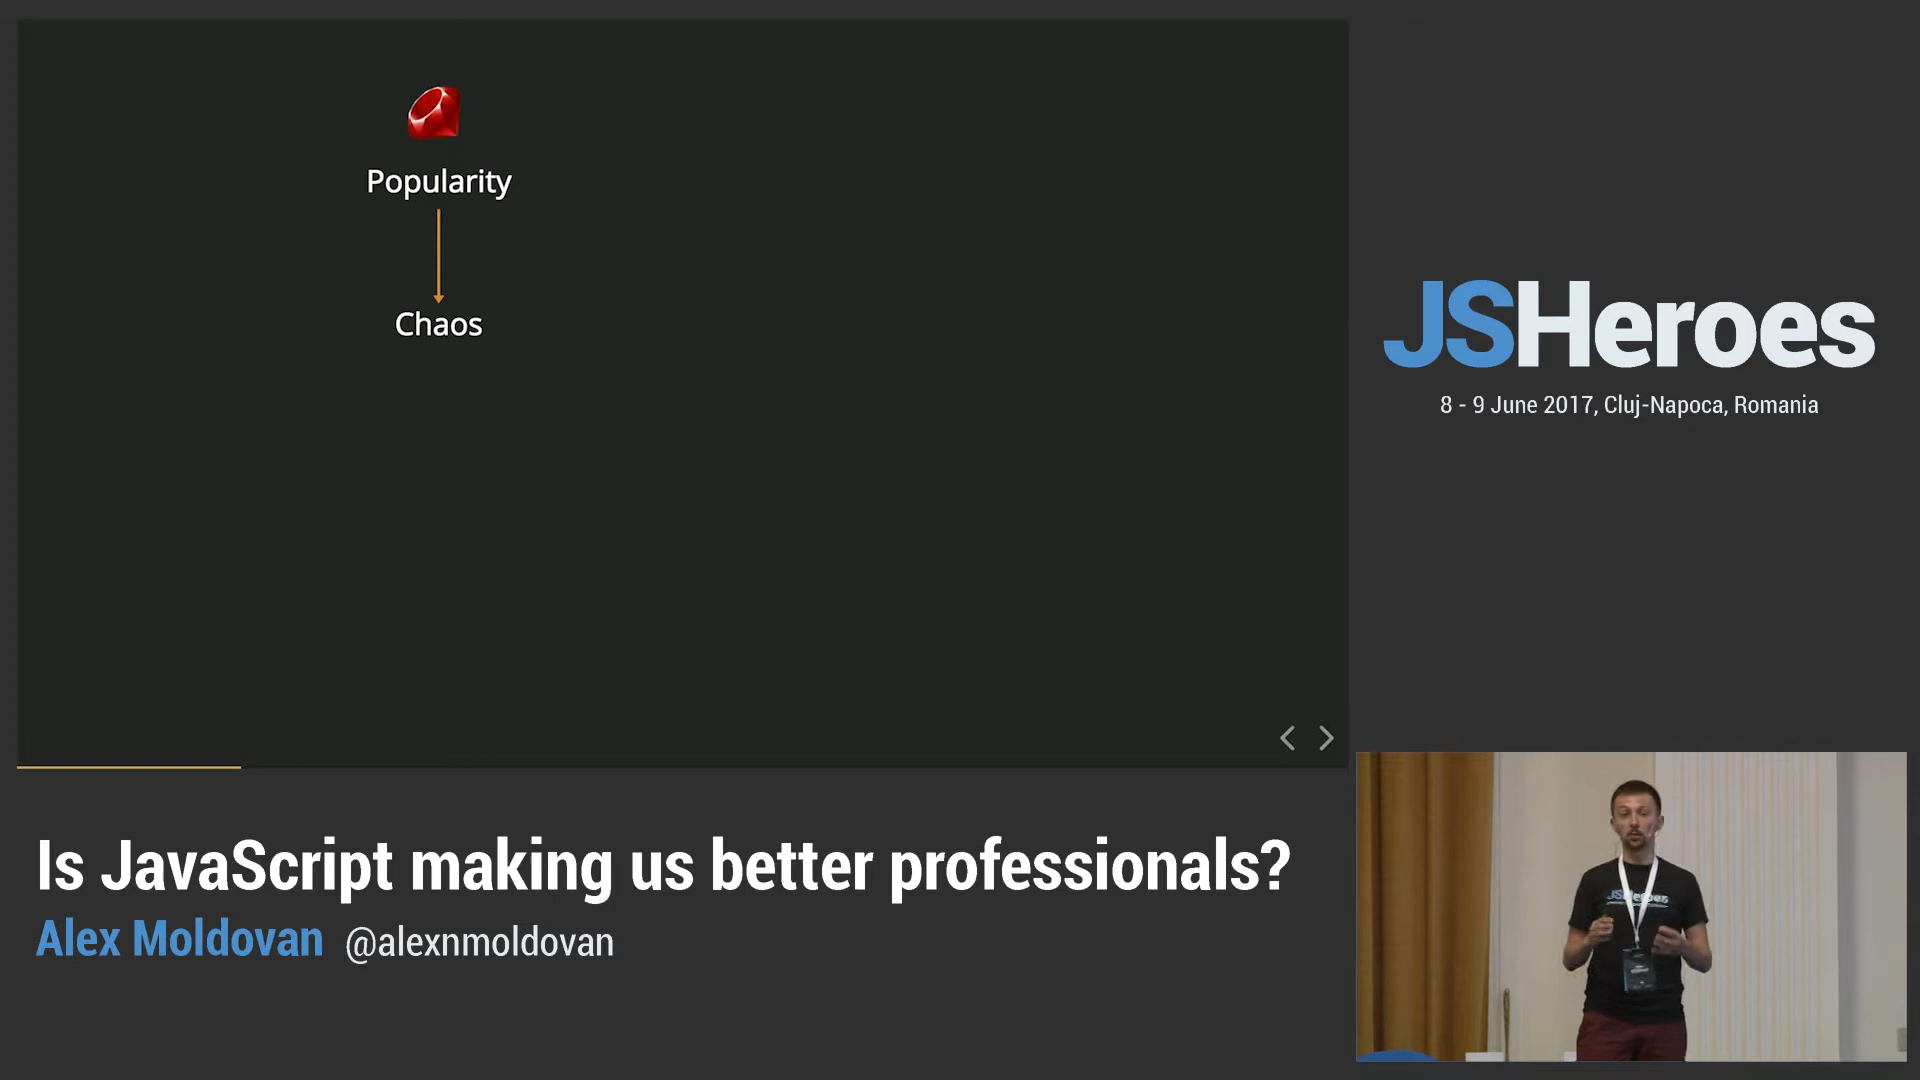 Popularity
Chaos
JSHeroes
8 - 9 June 2017, Cluj-Napoca, Romania
Is JavaScript making us better professionals?
Alex Moldovan @alexnmoldovan
JSHeroes